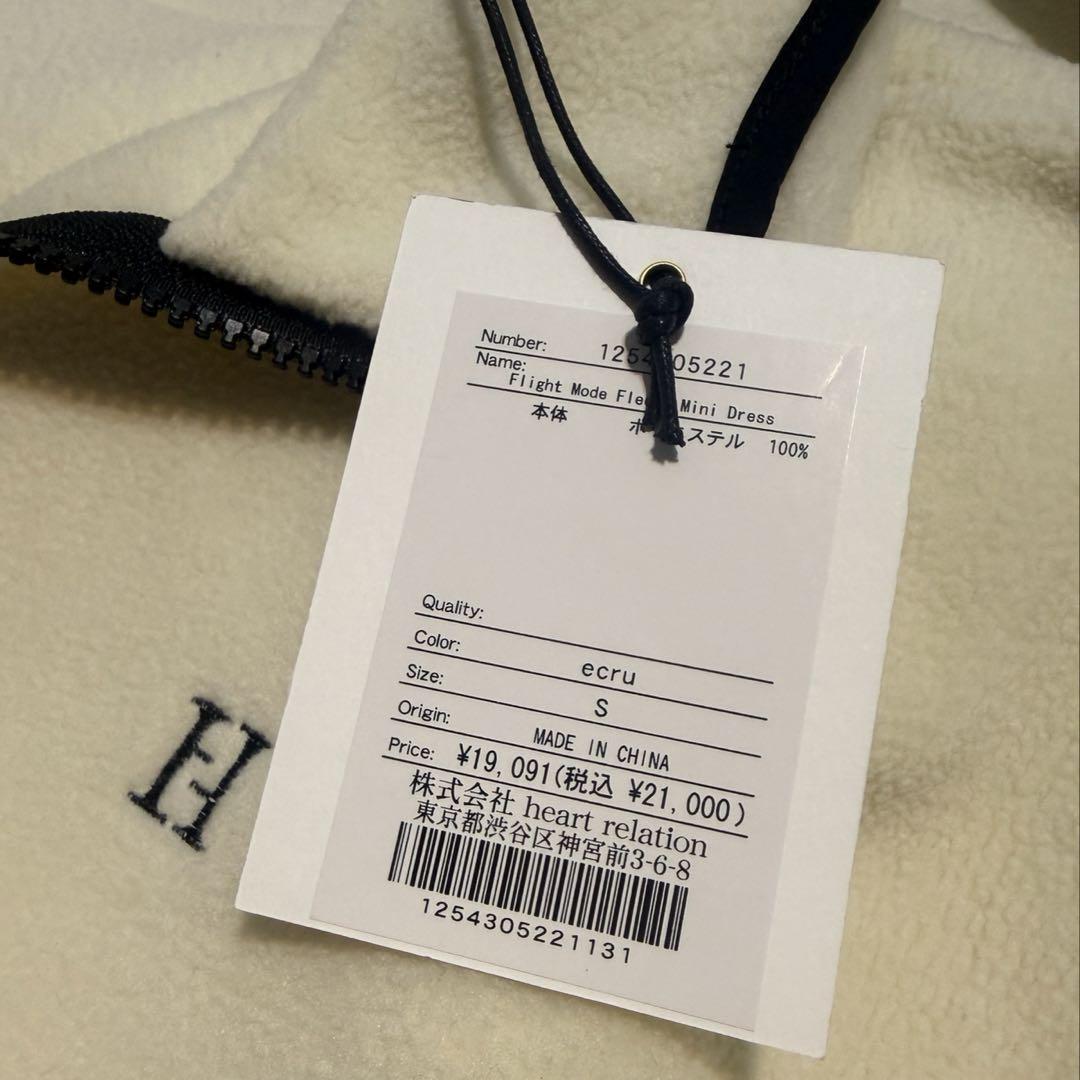 Number: 1254 05221
Name:
Flight Mode Mini Dress
本体 ステル 100%
Quality:
Color: ecru
Size: S
Origin: MADE IN CHINA
Price: ¥19,091(税込 ¥21,000)
株式会社 heart relation
東京都渋谷区神宮前3-6-8
1254305221131
H